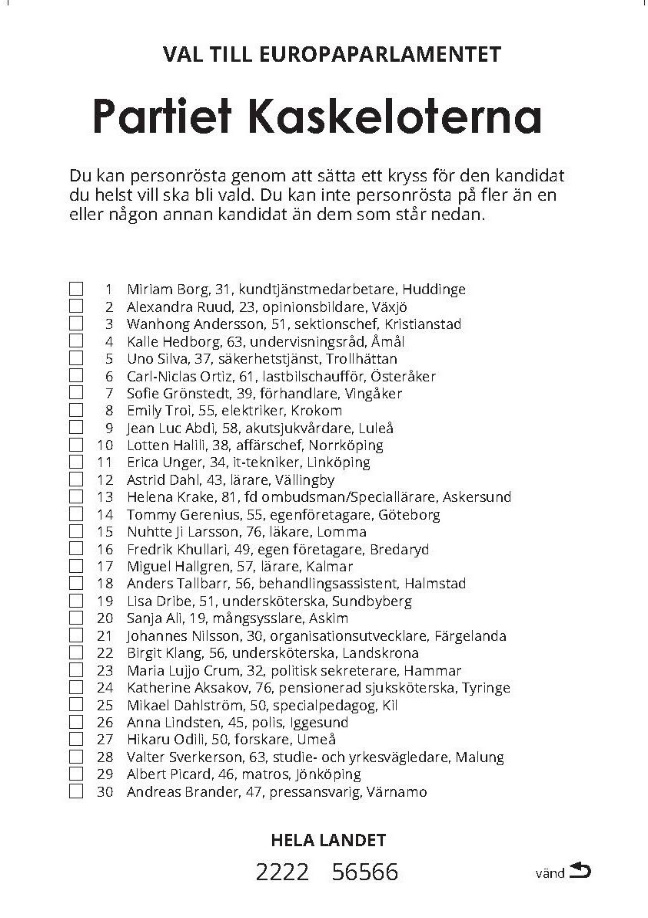 VAL TILL EUROPAPARLAMENTET
Partiet Kaskeloterna
Du kan personrösta genom att sätta ett kryss för den kandidat
du helst vill ska bli vald. Du kan inte personrösta på fler än en
eller någon annan kandidat än dem som står nedan.
1 Miriam Borg, 31, kundtjänstmedarbetare, Huddinge
2 Alexandra Ruud, 23, opinionsbildare, Växjö
3 Wanhong Andersson, 51, sektionschef, Kristianstad
4 Kalle Hedborg, 63, undervisningsråd, Åmål
5 Uno Silva, 37, säkerhetstjänst, Trollhättan
6 Carl-Niclas Ortiz, 61, lastbilschaufför, Österåker
7 Sofie Grönstedt, 39, förhandlare, Vingåker
8 Emily Troi, 55, elektriker, Krokom
9 Jean Luc Abdi, 58, akutsjukvårdare, Luleå
10 Lotten Halili, 38, affärschef, Norrköping
11 Erica Unger, 34, it-tekniker, Linköping
12 Astrid Dahl, 43, lärare, Vällingby
13 Helena Krake, 81, fd ombudsman/Speciallärare, Askersund
14 Tommy Gerenius, 55, egenföretagare, Göteborg
15 Nuhtte Ji Larsson, 76, läkare, Lomma
16 Fredrik Khullari, 49, egen företagare, Bredaryd
17 Miguel Hallgren, 57, lärare, Kalmar
18 Anders Tallbarr, 56, behandlingsassistent, Halmstad
19 Lisa Dribe, 51, undersköterska, Sundbyberg
20 Sanja Ali, 19, mångsysslare, Askim
21 Johannes Nilsson, 30, organisationsutvecklare, Färgelanda
22 Birgit Klang, 56, undersköterska, Landskrona
23 Maria Lujjo Crum, 32, politisk sekreterare, Hammar
24 Katherine Aksakov, 76, pensionerad sjuksköterska, Tyringe
25 Mikael Dahlström, 50, specialpedagog, Kil
26 Anna Lindsten, 45, polis, Iggesund
27 Hikaru Odili, 50, forskare, Umeå
28 Valter Sverkerson, 63, studie- och yrkesvägledare, Malung
29 Albert Picard, 46, matros, Jönköping
30 Andreas Brander, 47, pressansvarig, Värnamo
HELA LANDET
2222 56566
vänd